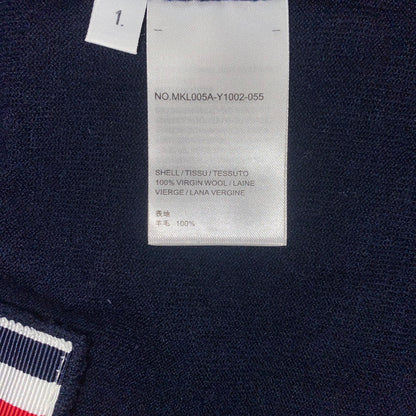 1.
NO.MKL005A-Y1002-055
SHELL / TISSU / TESSUTO
100% VIRGIN WOOL / LAINE
VIERGE / LANA VERGINE
表地
羊毛 100%